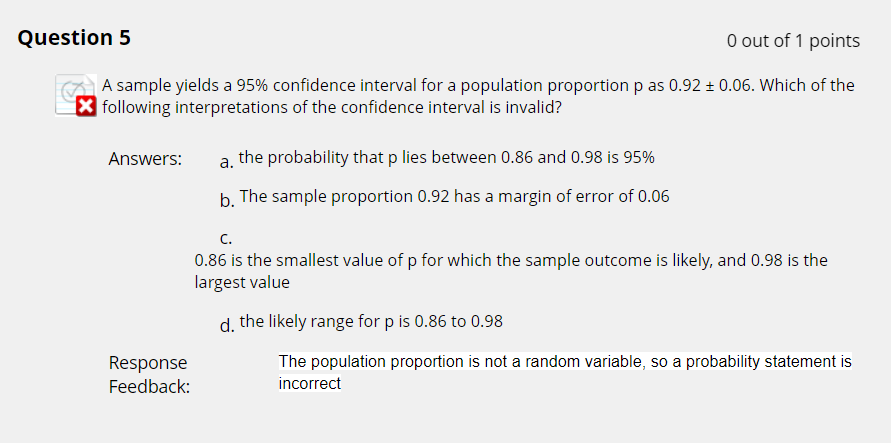 Question 5
0 out of 1 points
A sample yields a 95% confidence interval for a population proportion p as 0.92 ± 0.06. Which of the
following interpretations of the confidence interval is invalid?
Answers:
a. the probability that p lies between 0.86 and 0.98 is 95%
b. The sample proportion 0.92 has a margin of error of 0.06
c.
0.86 is the smallest value of p for which the sample outcome is likely, and 0.98 is the
largest value
d. the likely range for p is 0.86 to 0.98
Response
Feedback:
The population proportion is not a random variable, so a probability statement is
incorrect